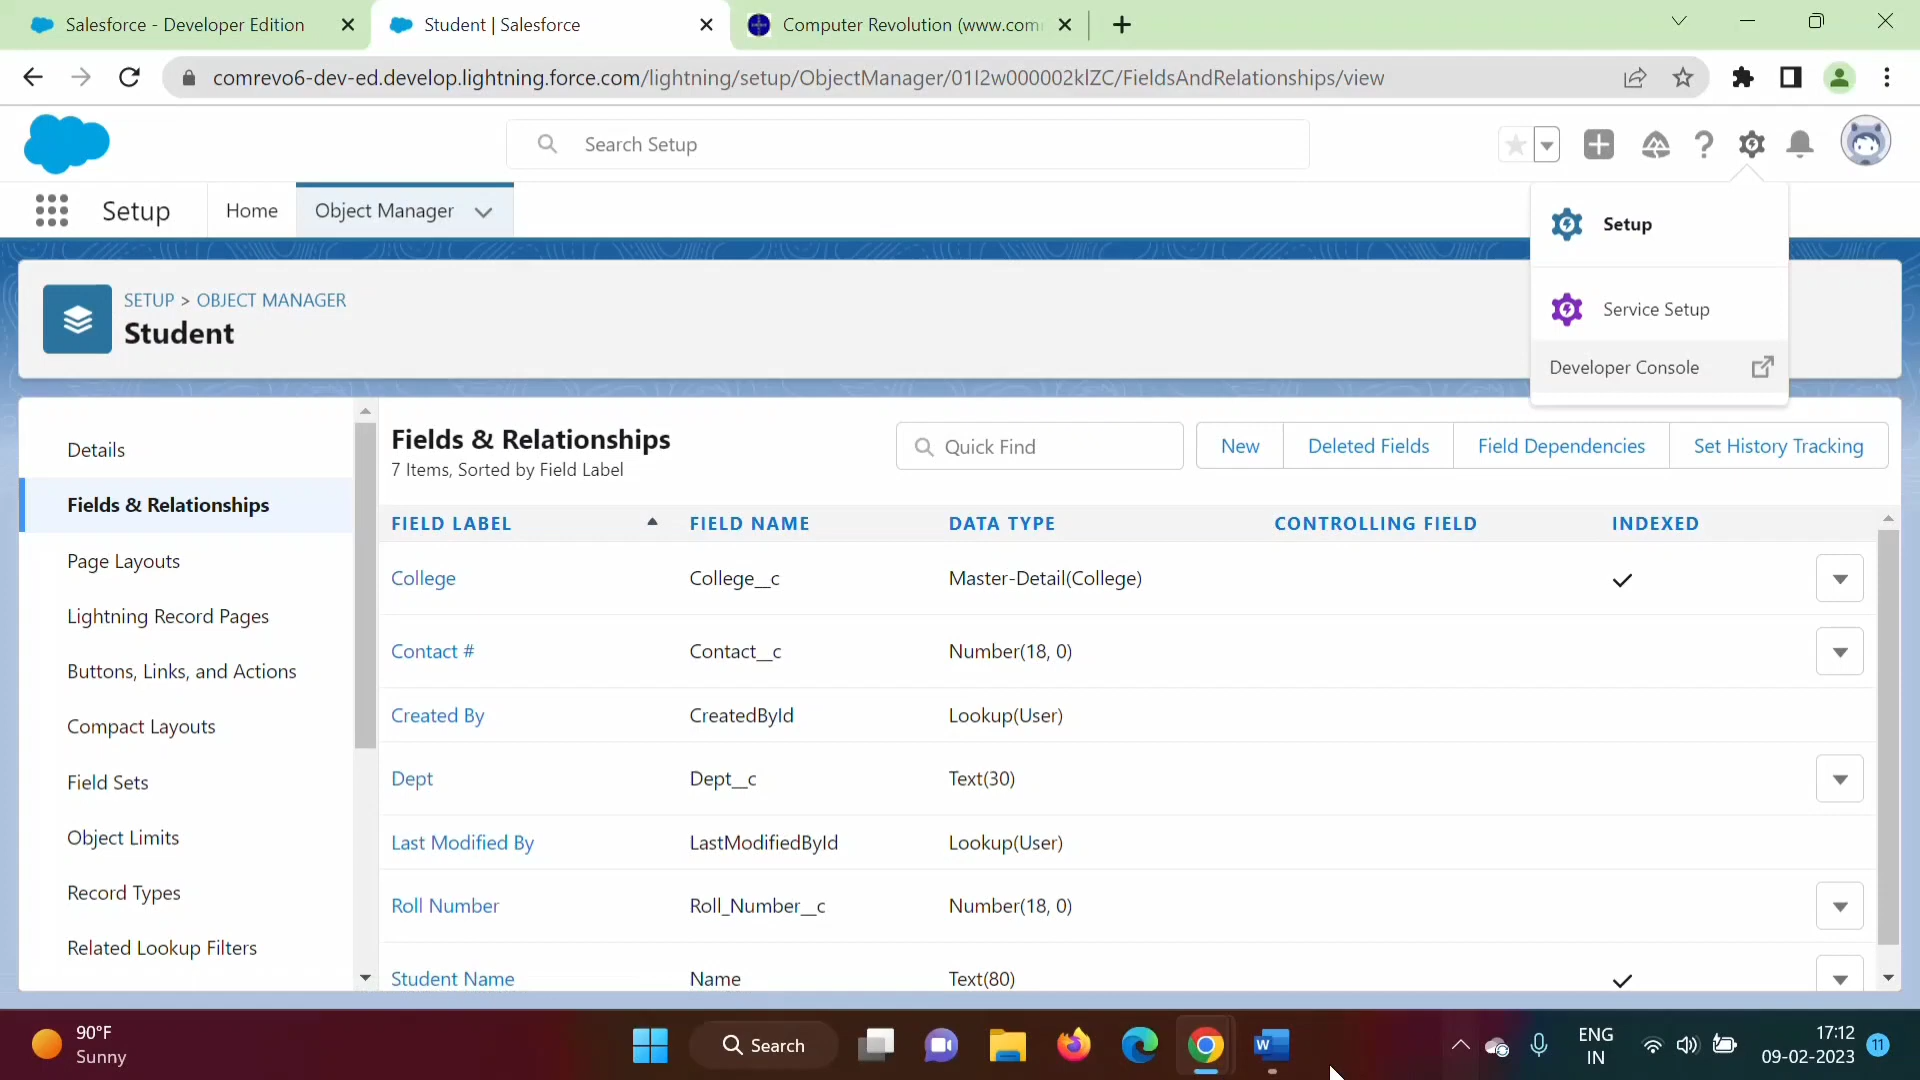 Salesforce - Developer Edition
Student | Salesforce
Computer Revolution (www.com
comrevo6-dev-ed.develop.lightning.force.com/lightning/setup/ObjectManager/01I2w000002klZC/FieldsAndRelationships/view
Search Setup
Setup
Home
Object Manager
Setup
Service Setup
Developer Console
SETUP > OBJECT MANAGER
Student
Details
Fields & Relationships
Page Layouts
Lightning Record Pages
Buttons, Links, and Actions
Compact Layouts
Field Sets
Object Limits
Record Types
Related Lookup Filters
Fields & Relationships
7 Items, Sorted by Field Label
Quick Find
New
Deleted Fields
Field Dependencies
Set History Tracking
FIELD LABEL FIELD NAME DATA TYPE CONTROLLING FIELD INDEXED
College College__c Master-Detail(College)
Contact # Contact__c Number(18, 0)
Created By CreatedById Lookup(User)
Dept Dept__c Text(30)
Last Modified By LastModifiedById Lookup(User)
Roll Number Roll_Number__c Number(18, 0)
Student Name Name Text(80)
90°F
Sunny
Search
W
ENG
IN
17:12
09-02-2023
11